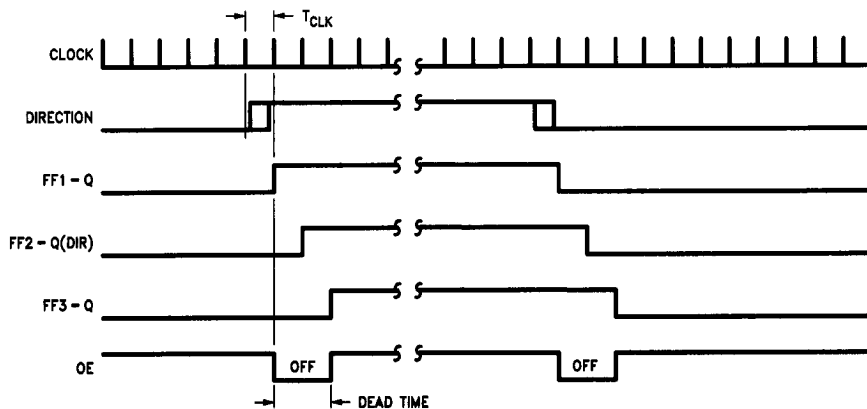 T_CLK
CLOCK
DIRECTION
FF1 - Q
FF2 - Q(DIR)
FF3 - Q
OE
OFF
OFF
DEAD TIME